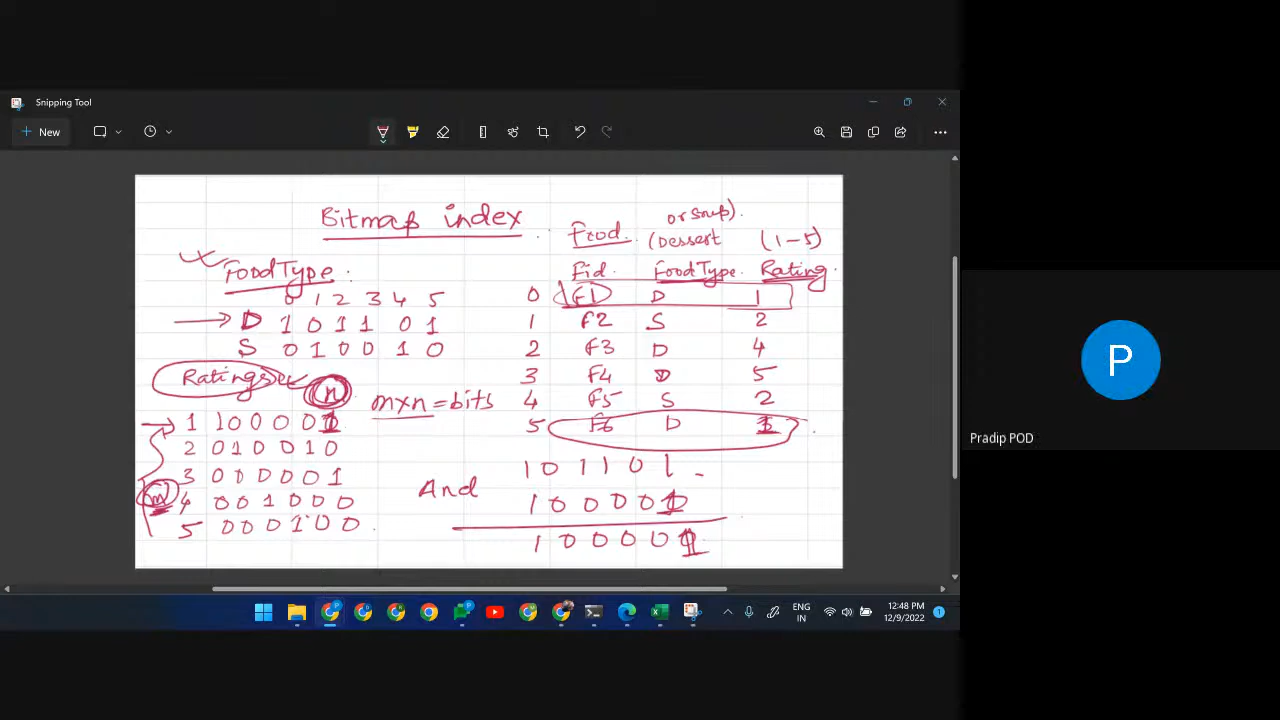 Snipping Tool
New
Bitmap index
Food
or Soup).
(Dessert
(1-5)
FoodType.
Fid.
FoodType.
Rating.
0 1 2 3 4 5
D 1 0 1 1 0 1
S 0 1 0 0 1 0
0 F1 D 1
1 F2 S 2
2 F3 D 4
3 F4 D 5
4 F5 S 2
5 F6 D 1
Ratings
n
m×n = bits
1 1 0 0 0 0 1
2 0 1 0 0 1 0
3 0 0 0 0 0 1
m
4 0 0 1 0 0 0
5 0 0 0 1 0 0
And
1 0 1 1 0 1
1 0 0 0 0 1
1 0 0 0 0 1
P
Pradip POD
ENG
IN
12:48 PM
12/9/2022
1